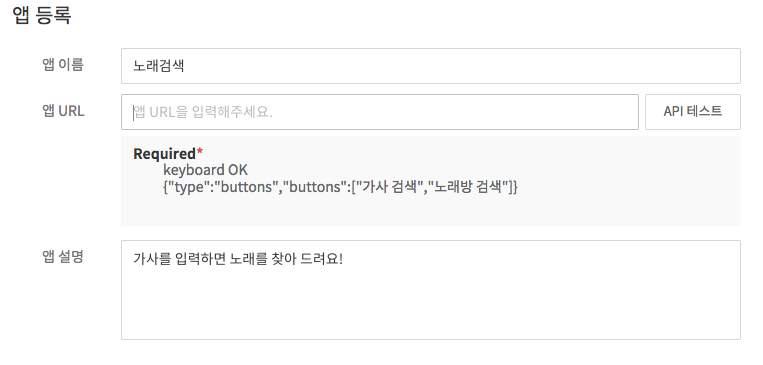 앱 등록
앱 이름
노래검색
앱 URL
앱 URL을 입력해주세요.
API 테스트
Required*
keyboard OK
{"type":"buttons","buttons":["가사 검색","노래방 검색"]}
앱 설명
가사를 입력하면 노래를 찾아 드려요!